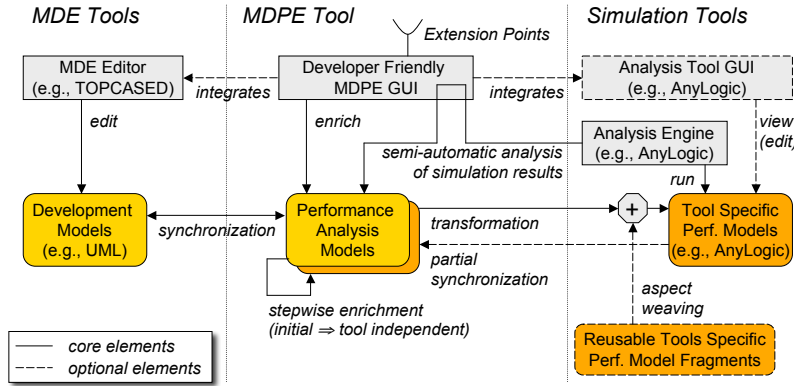 MDE Tools
MDPE Tool
Simulation Tools
Extension Points
MDE Editor
(e.g., TOPCASED)
integrates
Developer Friendly
MDPE GUI
integrates
Analysis Tool GUI
(e.g., AnyLogic)
edit
enrich
view
(edit)
semi-automatic analysis
of simulation results
Analysis Engine
(e.g., AnyLogic)
run
Development
Models
(e.g., UML)
synchronization
Performance
Analysis
Models
transformation
+
Tool Specific
Perf. Models
(e.g., AnyLogic)
partial
synchronization
stepwise enrichment
(initial ⇒ tool independent)
aspect
weaving
Reusable Tools Specific
Perf. Model Fragments
core elements
optional elements